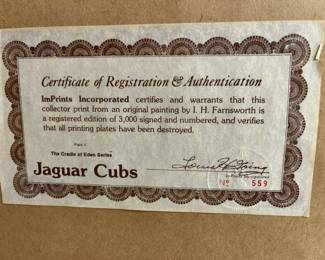 Certificate of Registration & Authentication
ImPrints Incorporated certifies and warrants that this
collector print from an original painting by I. H. Farnsworth is
a registered edition of 3,000 signed and numbered, and verifies
that all printing plates have been destroyed.
The Cradle of Eden Series
Jaguar Cubs
559